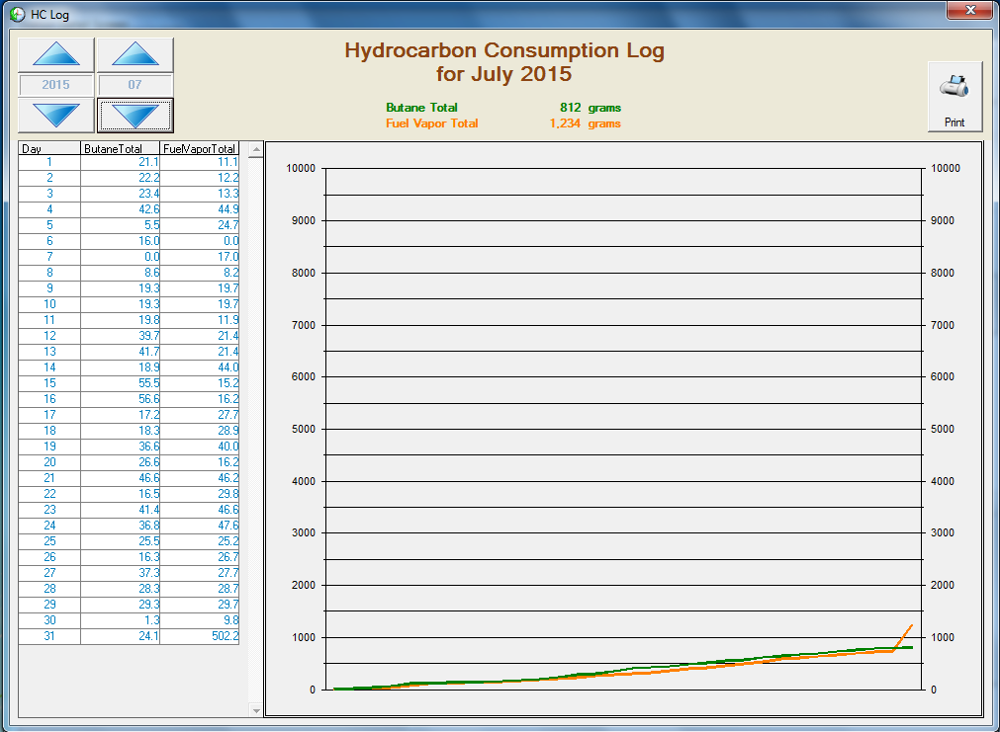 HC Log
Hydrocarbon Consumption Log
for July 2015
2015 07
Butane Total 812 grams
Fuel Vapor Total 1,234 grams
Print
Day ButaneTotal FuelVaporTotal
1 21.1 11.1
2 22.2 12.2
3 23.4 13.3
4 42.6 44.9
5 5.5 24.7
6 16.0 0.0
7 0.0 17.0
8 8.6 8.2
9 19.3 19.7
10 19.3 19.7
11 19.8 11.9
12 39.7 21.4
13 41.7 21.4
14 18.9 44.0
15 55.5 15.2
16 56.6 16.2
17 17.2 27.7
18 18.3 28.9
19 36.6 40.0
20 26.6 16.2
21 46.6 46.2
22 16.5 29.8
23 41.4 46.6
24 36.8 47.6
25 25.5 25.2
26 16.3 26.7
27 37.3 27.7
28 28.3 28.7
29 29.3 29.7
30 1.3 9.8
31 24.1 502.2
10000 10000
9000 9000
8000 8000
7000 7000
6000 6000
5000 5000
4000 4000
3000 3000
2000 2000
1000 1000
0 0